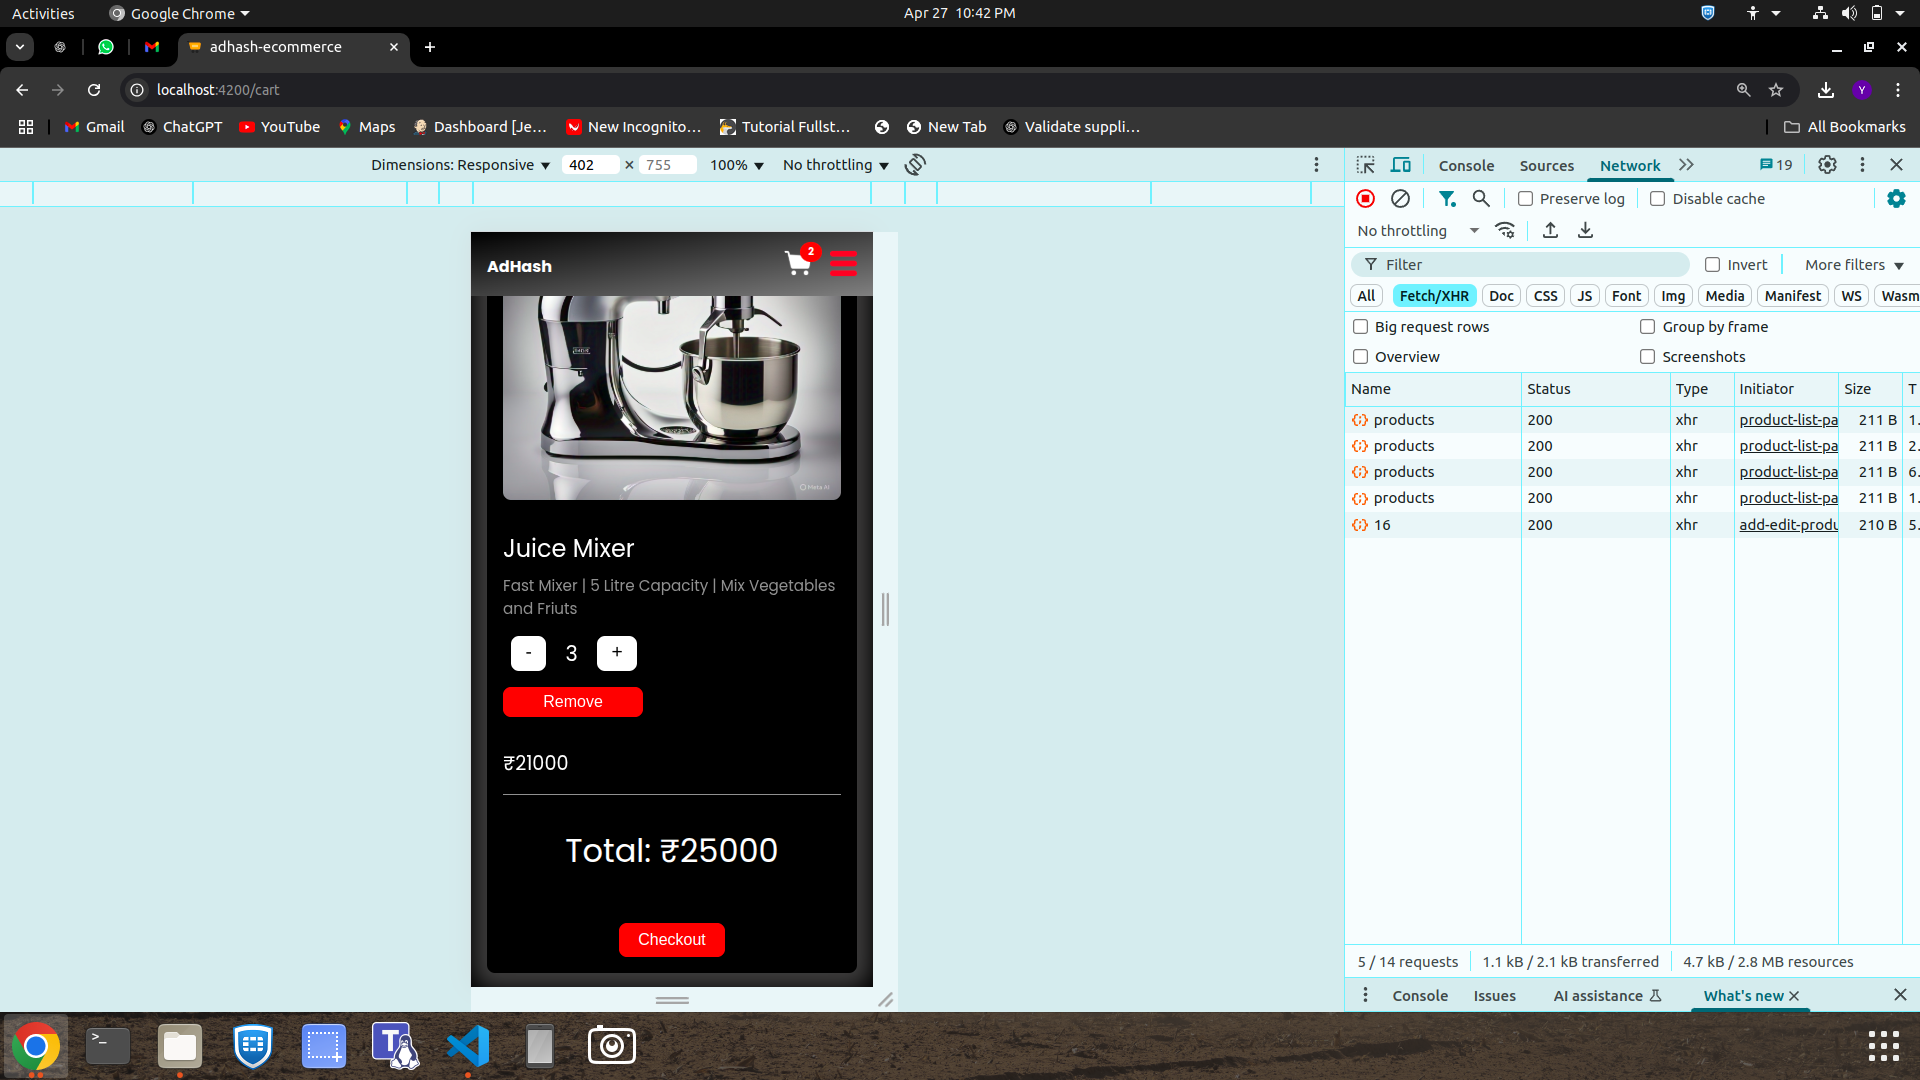 Activities
Google Chrome
Apr 27 10:42 PM
adhash-ecommerce
localhost:4200/cart
Y
Gmail
ChatGPT
YouTube
Maps
Dashboard [Je...
New Incognito...
Tutorial Fullst...
New Tab
Validate suppli...
All Bookmarks
Dimensions: Responsive
402 × 755
100%
No throttling
Console
Sources
Network
19
Preserve log
Disable cache
No throttling
Filter
Invert
More filters
All
Fetch/XHR
Doc
CSS
JS
Font
Img
Media
Manifest
WS
Wasm
Big request rows
Group by frame
Overview
Screenshots
Name Status Type Initiator Size T
products 200 xhr product-list-pa 211 B 1.
products 200 xhr product-list-pa 211 B 2.
products 200 xhr product-list-pa 211 B 6.
products 200 xhr product-list-pa 211 B 1.
16 200 xhr add-edit-produ 210 B 5.
5 / 14 requests
1.1 kB / 2.1 kB transferred
4.7 kB / 2.8 MB resources
Console
Issues
AI assistance
What's new
AdHash
2
Meta AI
Juice Mixer
Fast Mixer | 5 Litre Capacity | Mix Vegetables
and Friuts
- 3 +
Remove
₹21000
Total: ₹25000
Checkout
>_
T